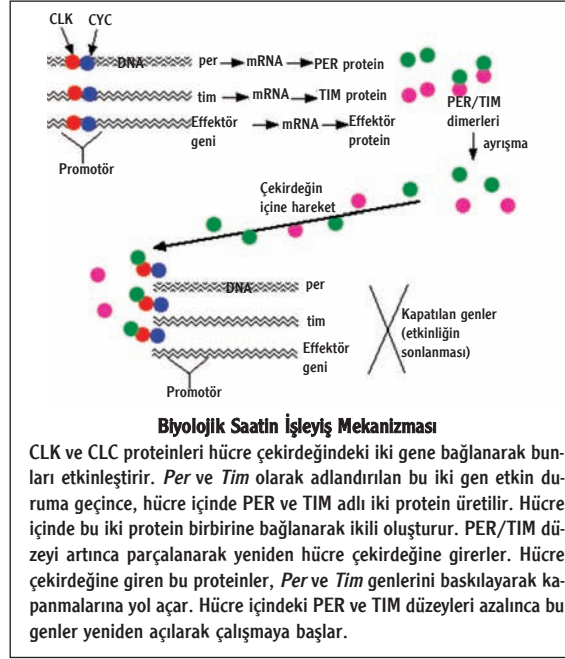 CLK CYC
DNA per mRNA PER protein
tim mRNA TIM protein
Effektör geni mRNA Effektör protein
PER/TIM dimerleri
Promotör
ayrışma
Çekirdeğin içine hareket
DNA per
tim
Effektör geni
Kapatılan genler (etkinliğin sonlanması)
Promotör
Biyolojik Saatin İşleyiş Mekanizması
CLK ve CLC proteinleri hücre çekirdeğindeki iki gene bağlanarak bun-
ları etkinleştirir. Per ve Tim olarak adlandırılan bu iki gen etkin du-
ruma geçince, hücre içinde PER ve TIM adlı iki protein üretilir. Hücre
içinde bu iki protein birbirine bağlanarak ikili oluşturur. PER/TIM dü-
zeyi artınca parçalanarak yeniden hücre çekirdeğine girerler. Hücre
çekirdeğine giren bu proteinler, Per ve Tim genlerini baskılayarak ka-
panmalarına yol açar. Hücre içindeki PER ve TIM düzeyleri azalınca bu
genler yeniden açılarak çalışmaya başlar.